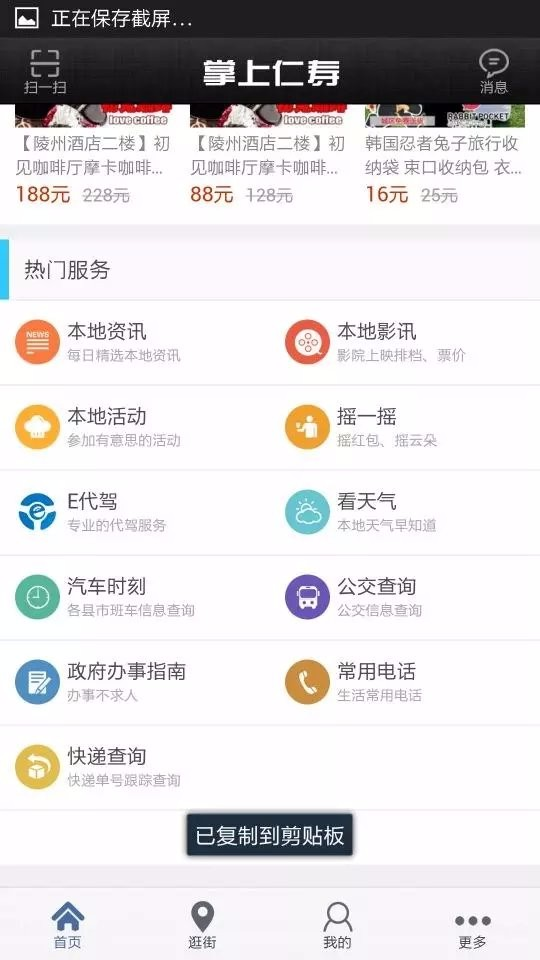 正在保存截屏...
扫一扫
掌上仁寿
消息
love coffee
love coffee
RABBIT POCKET
【陵州酒店二楼】初
见咖啡厅摩卡咖啡...
188元 228元
【陵州酒店二楼】初
见咖啡厅摩卡咖啡...
88元 128元
韩国忍者兔子旅行收
纳袋 束口收纳包 衣...
16元 25元
热门服务
NEWS
本地资讯
每日精选本地资讯
本地影讯
影院上映排档、票价
本地活动
参加有意思的活动
摇一摇
摇红包、摇云朵
E代驾
专业的代驾服务
看天气
本地天气早知道
汽车时刻
各县市班车信息查询
公交查询
公交信息查询
政府办事指南
办事不求人
常用电话
生活常用电话
快递查询
快递单号跟踪查询
已复制到剪贴板
首页
逛街
我的
更多